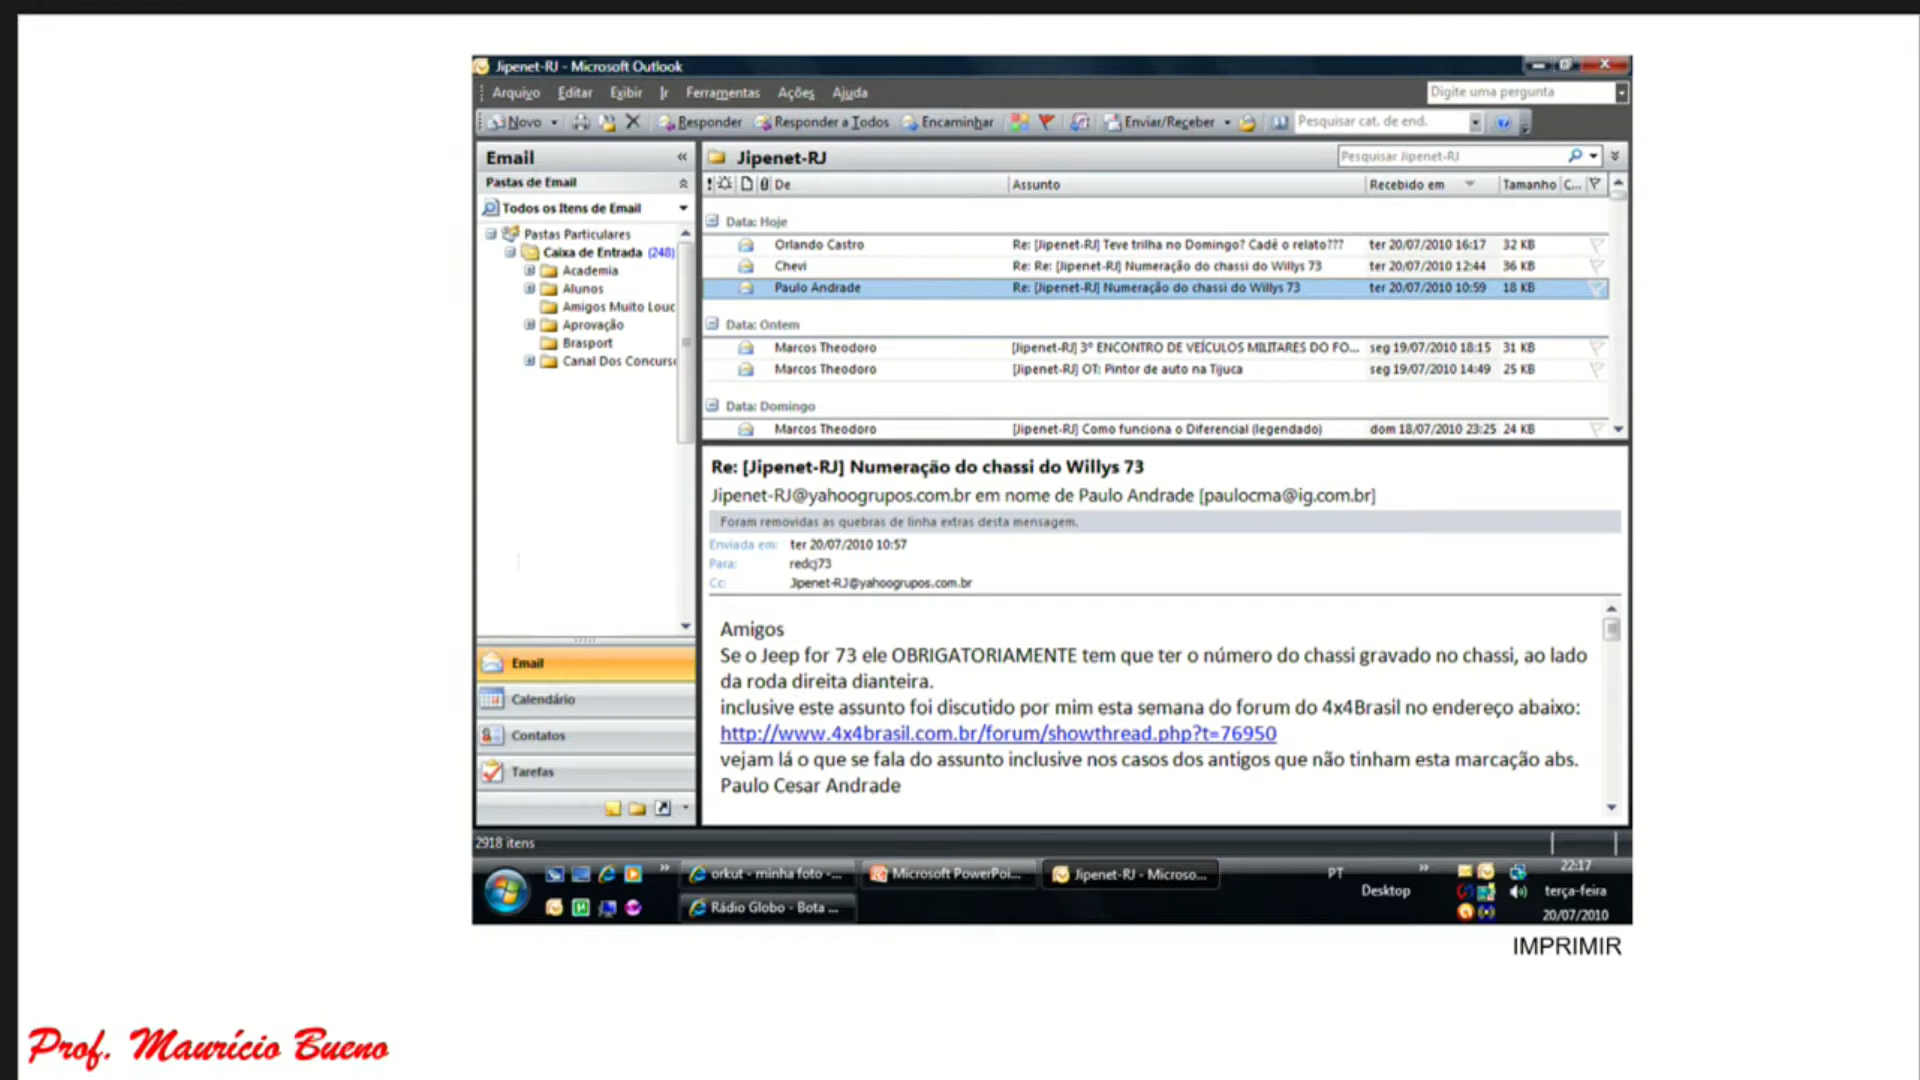 Jipenet-RJ - Microsoft Outlook
Arquivo Editar Exibir Ir Ferramentas Ações Ajuda
Digite uma pergunta
Novo Responder Responder a Todos Encaminhar Enviar/Receber Pesquisar cat. de end.
Email «
Pastas de Email
Todos os Itens de Email
Pastas Particulares
Caixa de Entrada (248)
Academia
Alunos
Amigos Muito Louc
Aprovação
Brasport
Canal Dos Concurs
Email
Calendário
Contatos
Tarefas
Jipenet-RJ
Pesquisar Jipenet-RJ
De Assunto Recebido em Tamanho C...
Data: Hoje
Orlando Castro Re: [Jipenet-RJ] Teve trilha no Domingo? Cadê o relato??? ter 20/07/2010 16:17 32 KB
Chevi Re: Re: [Jipenet-RJ] Numeração do chassi do Willys 73 ter 20/07/2010 12:44 36 KB
Paulo Andrade Re: [Jipenet-RJ] Numeração do chassi do Willys 73 ter 20/07/2010 10:59 18 KB
Data: Ontem
Marcos Theodoro [Jipenet-RJ] 3º ENCONTRO DE VEÍCULOS MILITARES DO FO... seg 19/07/2010 18:15 31 KB
Marcos Theodoro [Jipenet-RJ] OT: Pintor de auto na Tijuca seg 19/07/2010 14:49 25 KB
Data: Domingo
Marcos Theodoro [Jipenet-RJ] Como funciona o Diferencial (legendado) dom 18/07/2010 23:25 24 KB
Re: [Jipenet-RJ] Numeração do chassi do Willys 73
Jipenet-RJ@yahoogrupos.com.br em nome de Paulo Andrade [paulocma@ig.com.br]
Foram removidas as quebras de linha extras desta mensagem.
Enviada em: ter 20/07/2010 10:57
Para: redcj73
Cc: Jipenet-RJ@yahoogrupos.com.br
Amigos
Se o Jeep for 73 ele OBRIGATORIAMENTE tem que ter o número do chassi gravado no chassi, ao lado
da roda direita dianteira.
inclusive este assunto foi discutido por mim esta semana do forum do 4x4Brasil no endereço abaixo:
http://www.4x4brasil.com.br/forum/showthread.php?t=76950
vejam lá o que se fala do assunto inclusive nos casos dos antigos que não tinham esta marcação abs.
Paulo Cesar Andrade
2918 itens
orkut - minha foto -... Microsoft PowerPoi... Jipenet-RJ - Microso... PT 22:17
Desktop terça-feira
Rádio Globo - Bota ... 20/07/2010
IMPRIMIR
Prof. Maurício Bueno